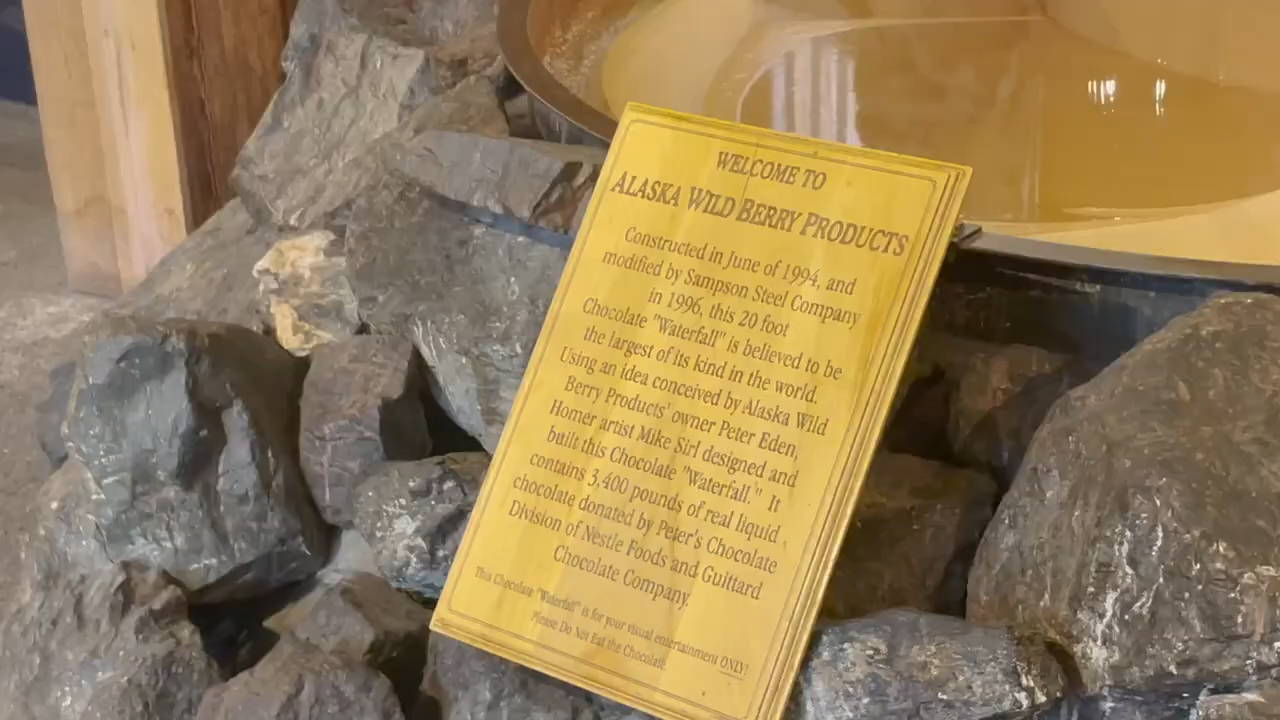 WELCOME TO
ALASKA WILD BERRY PRODUCTS
Constructed in June of 1994, and
modified by Sampson Steel Company
in 1996, this 20 foot
Chocolate "Waterfall" is believed to be
the largest of its kind in the world.
Using an idea conceived by Alaska Wild
Berry Products' owner Peter Eden,
Homer artist Mike Sirl designed and
built this Chocolate "Waterfall." It
contains 3,400 pounds of real liquid
chocolate donated by Peter's Chocolate
Division of Nestle Foods and Guittard
Chocolate Company.
This Chocolate "Waterfall" is for your visual entertainment ONLY!
Please Do Not Eat the Chocolate.